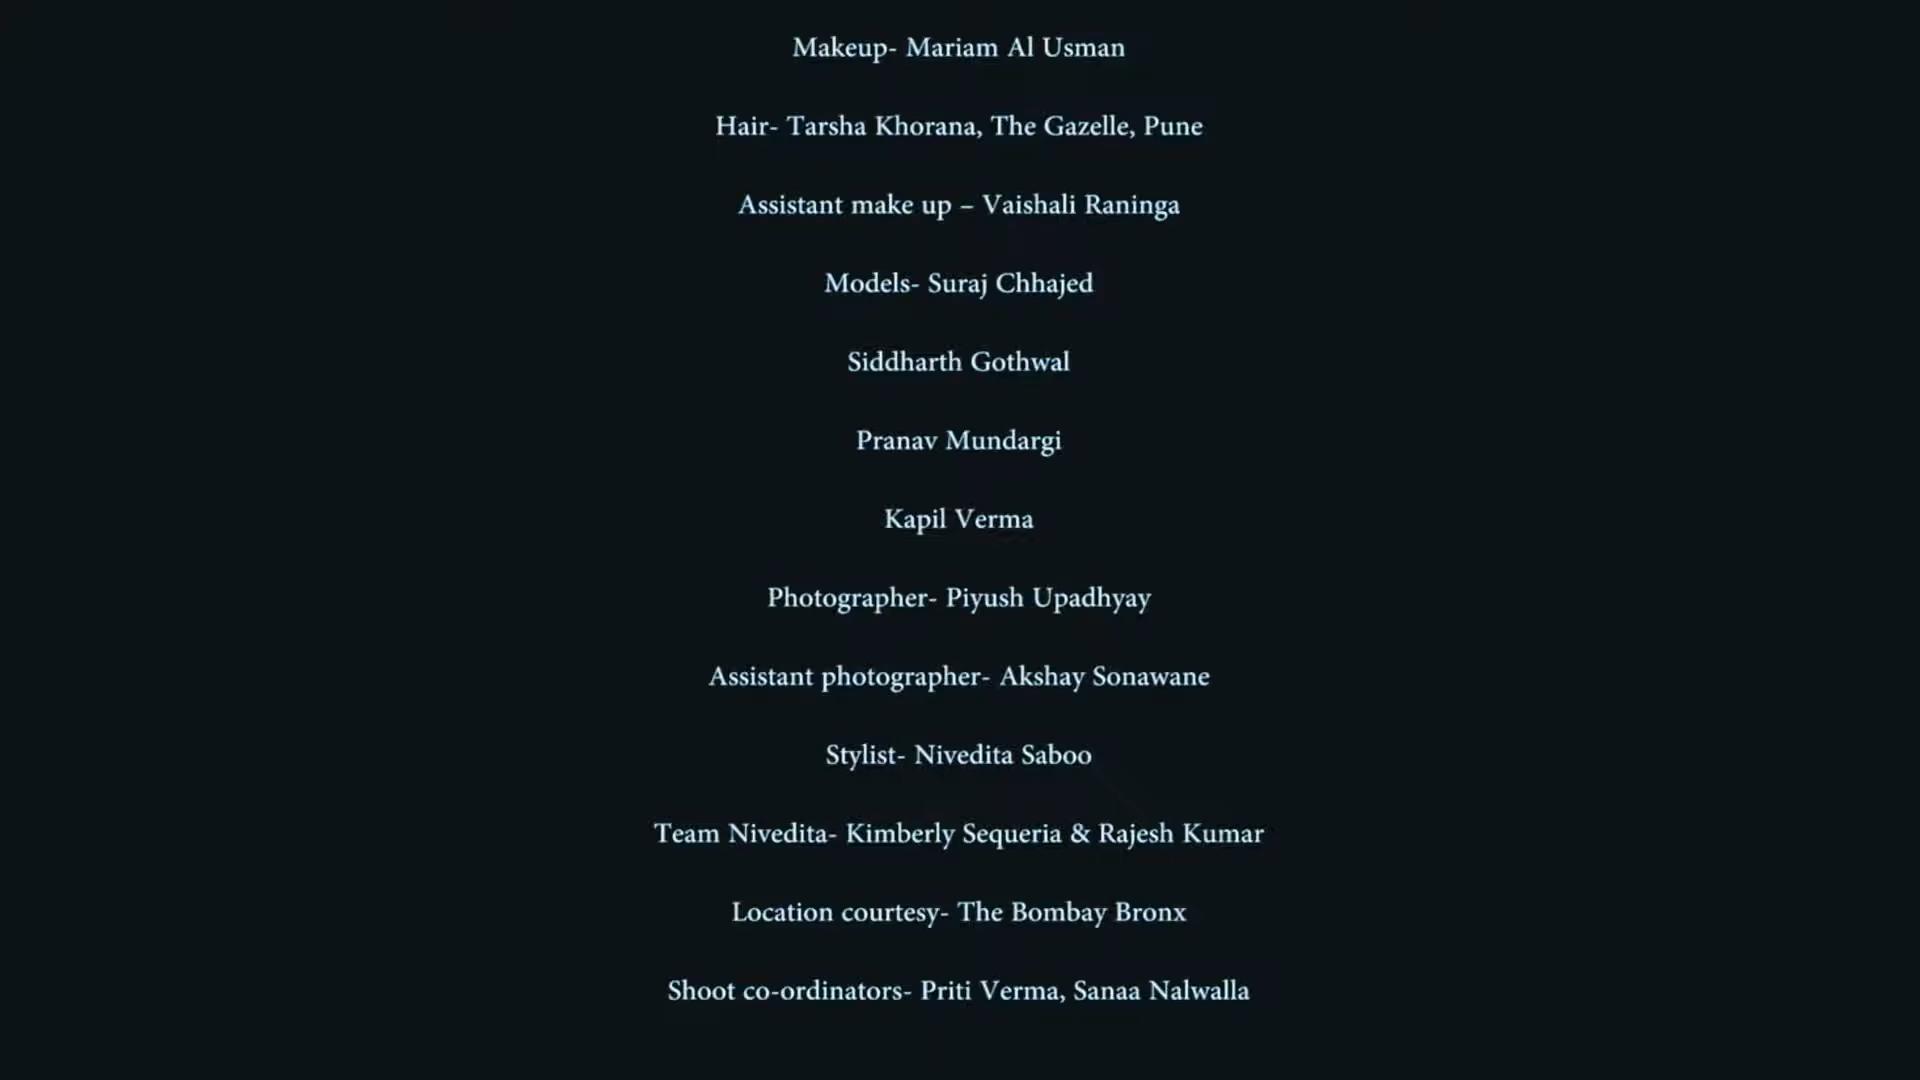 Makeup- Mariam Al Usman
Hair- Tarsha Khorana, The Gazelle, Pune
Assistant make up – Vaishali Raninga
Models- Suraj Chhajed
Siddharth Gothwal
Pranav Mundargi
Kapil Verma
Photographer- Piyush Upadhyay
Assistant photographer- Akshay Sonawane
Stylist- Nivedita Saboo
Team Nivedita- Kimberly Sequeria & Rajesh Kumar
Location courtesy- The Bombay Bronx
Shoot co-ordinators- Priti Verma, Sanaa Nalwalla